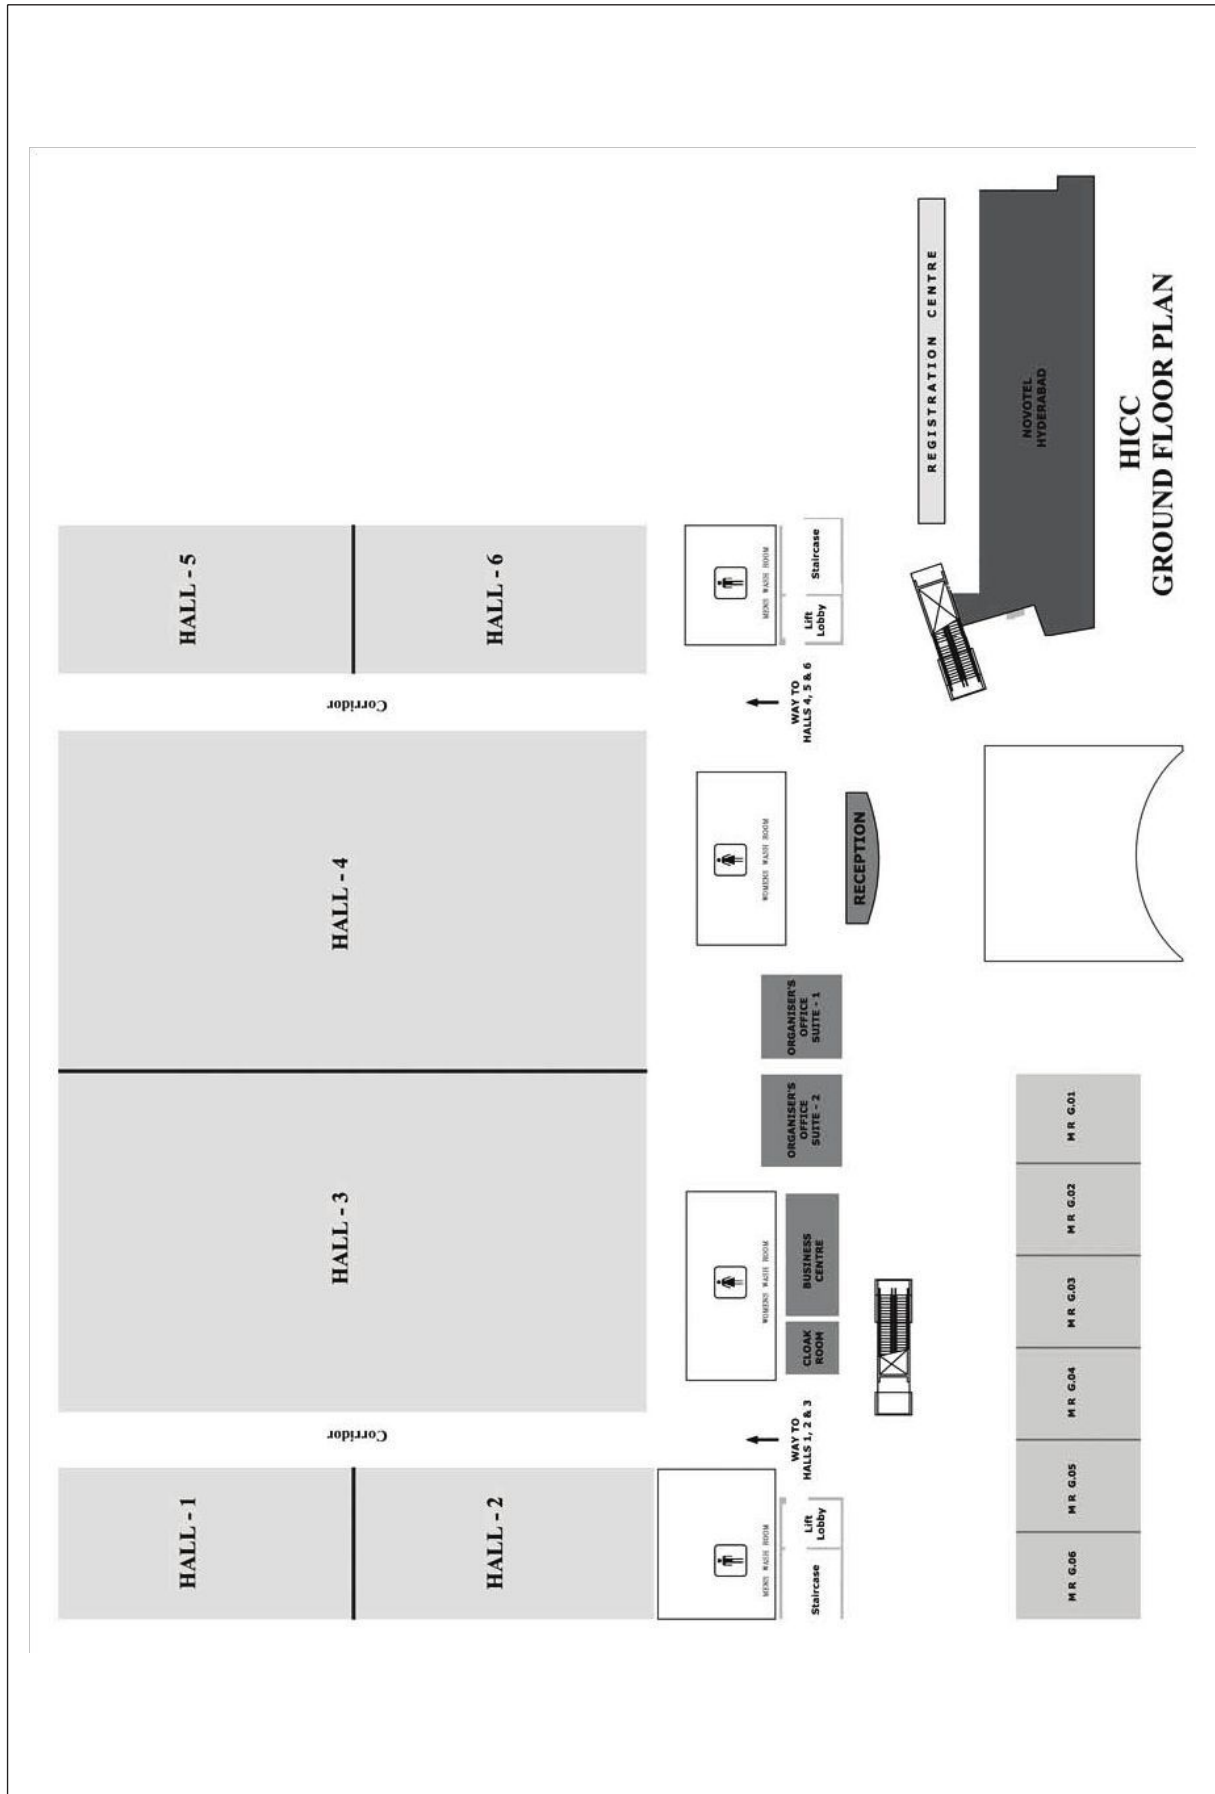 HALL - 1
HALL - 5
HALL - 3
HALL - 4
Corridor
Corridor
HALL - 2
HALL - 6
MENS WASH ROOM
WOMENS WASH ROOM
WOMENS WASH ROOM
MENS WASH ROOM
Staircase
Lift
Lobby
WAY TO
HALLS 1, 2 & 3
CLOAK
ROOM
BUSINESS
CENTRE
ORGANISER'S
OFFICE
SUITE - 2
ORGANISER'S
OFFICE
SUITE - 1
RECEPTION
WAY TO
HALLS 4, 5 & 6
Lift
Lobby
Staircase
REGISTRATION CENTRE
NOVOTEL
HYDERABAD
M R G.06
M R G.05
M R G.04
M R G.03
M R G.02
M R G.01
HICC
GROUND FLOOR PLAN